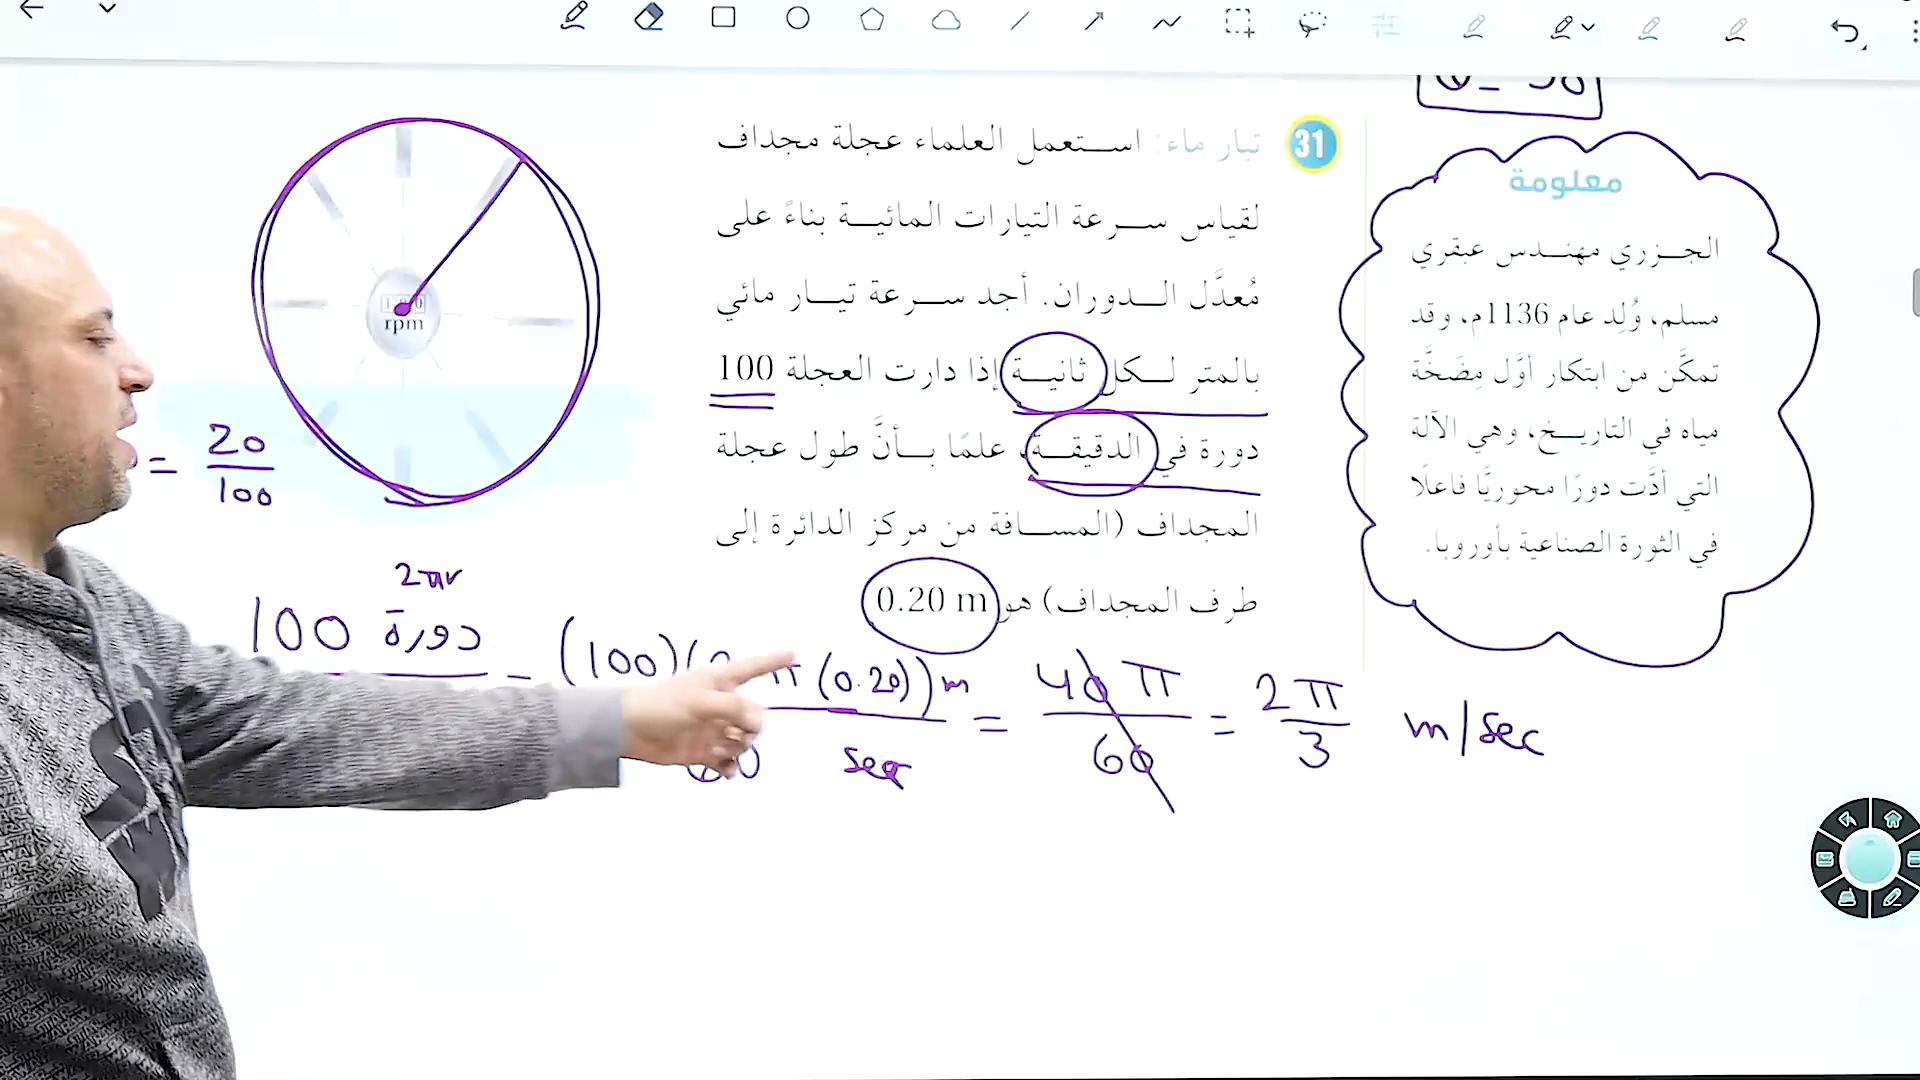 31
تيار ماء: استعمل العلماء عجلة مجداف
لقياس سرعة التيارات المائية بناءً على
مُعدَّل الدوران. أجد سرعة تيار مائي
بالمتر لكل ثانية إذا دارت العجلة 100
دورة في الدقيقة، علمًا بأنَّ طول عجلة
المجداف (المسافة من مركز الدائرة إلى
طرف المجداف) هو 0.20 m
معلومة
الجزري مهندس عبقري
مسلم، وُلِد عام 1136م، وقد
تمكَّن من ابتكار أوَّل مِضَخَّة
مياه في التاريخ، وهي الآلة
التي أدَّت دورًا محوريًّا فاعلًا
في الثورة الصناعية بأوروبا.
rpm
= 20/100
2πr
100 دورة = (100)( π (0.20)) m / sec = 40 π / 60 = 2π/3 m/sec